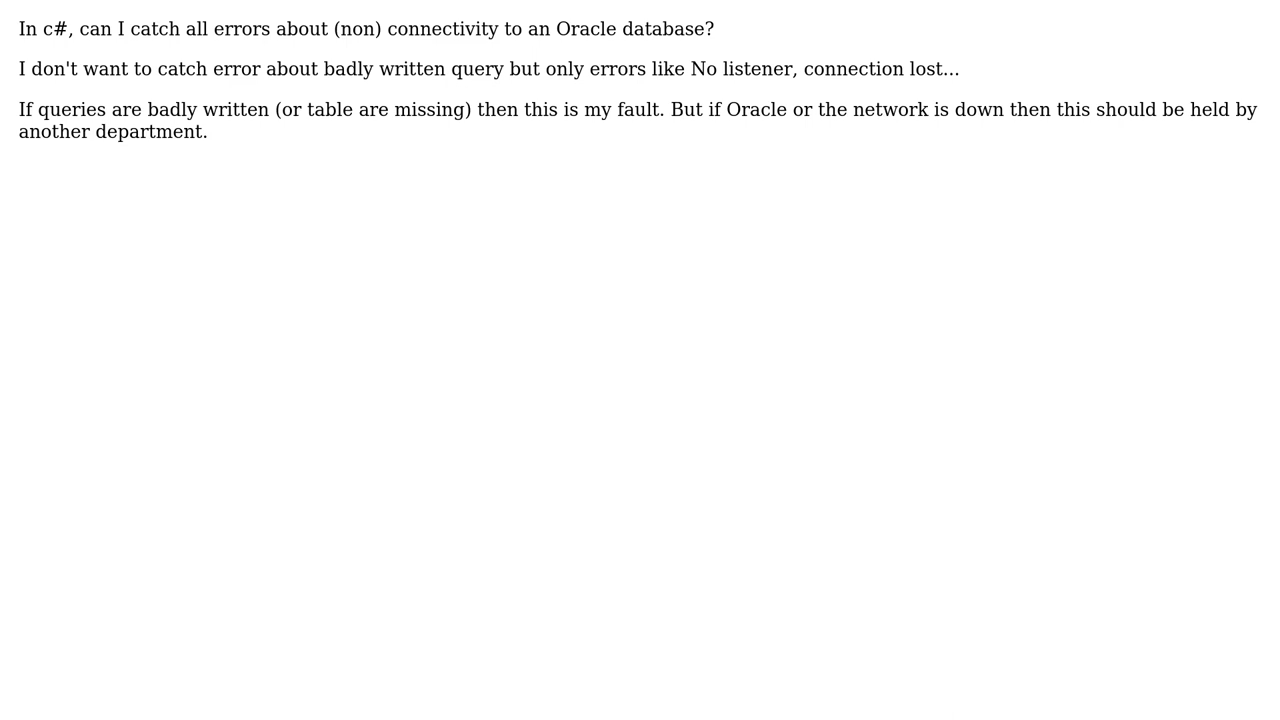 In c#, can I catch all errors about (non) connectivity to an Oracle database?
I don't want to catch error about badly written query but only errors like No listener, connection lost...
If queries are badly written (or table are missing) then this is my fault. But if Oracle or the network is down then this should be held by
another department.